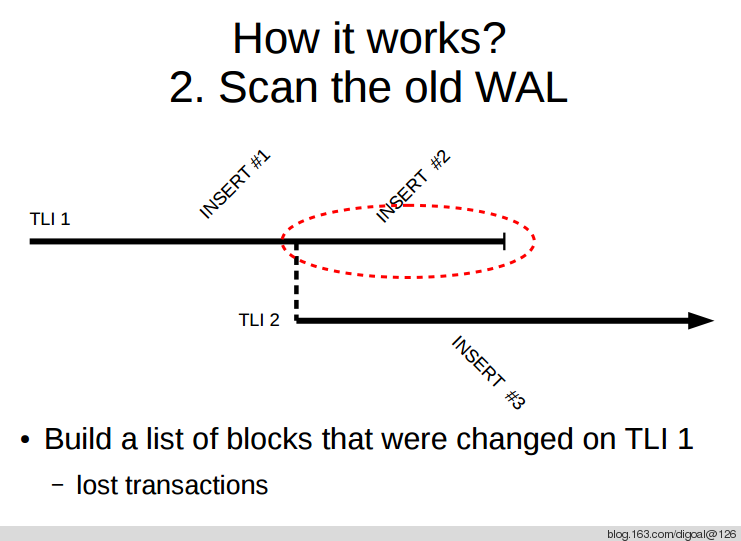 How it works?
2. Scan the old WAL
INSERT #1
INSERT #2
TLI 1
TLI 2
INSERT #3
• Build a list of blocks that were changed on TLI 1
– lost transactions
blog.163.com/digoal@126